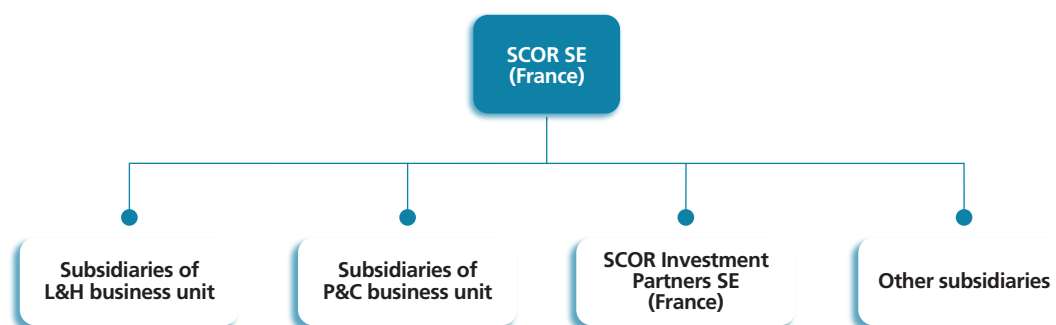 SCOR SE
(France)
Subsidiaries of
L&H business unit
Subsidiaries of
P&C business unit
SCOR Investment
Partners SE
(France)
Other subsidiaries